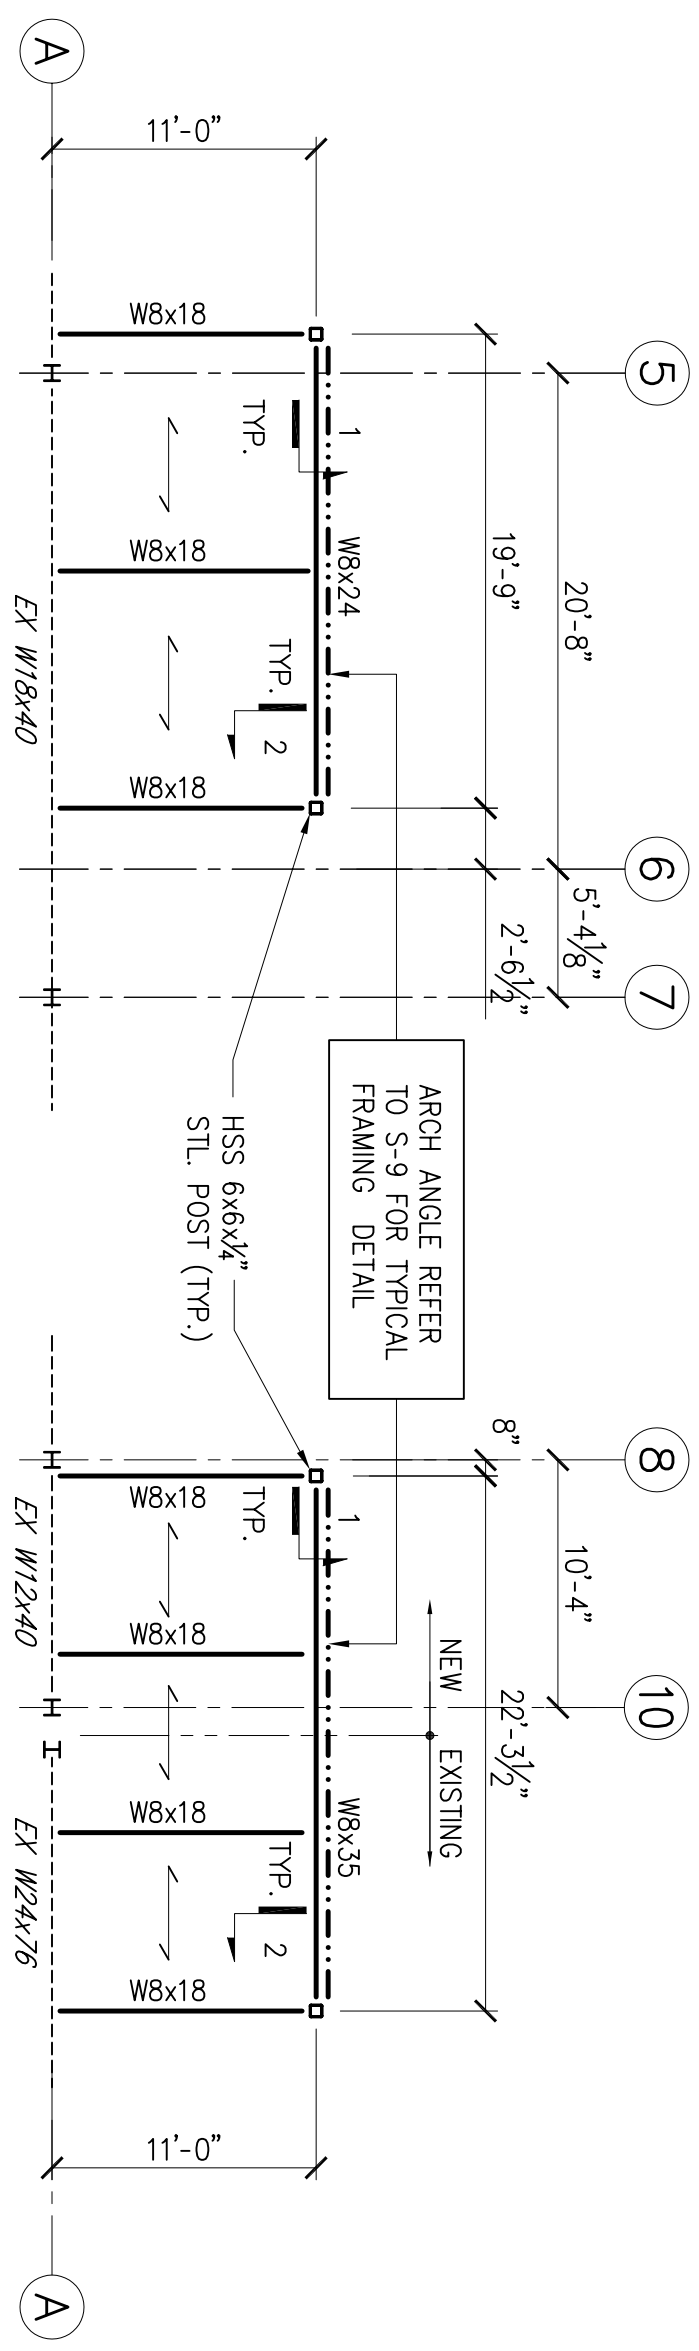 A
11'-0"
5
20'-8"
19'-9"
6
5'-4 1/8"
2'-6 1/2"
7
W8x18
1
TYP.
W8x24
W8x18
EX W18x40
TYP.
2
W8x18
ARCH ANGLE REFER
TO S-9 FOR TYPICAL
FRAMING DETAIL
HSS 6x6x1/4"
STL. POST (TYP.)
8
8"
10'-4"
10
22'-3 1/2"
NEW
EXISTING
W8x18
1
TYP.
EX W12x40
W8x18
W8x35
W8x18
EX W24x76
TYP.
2
W8x18
11'-0"
A